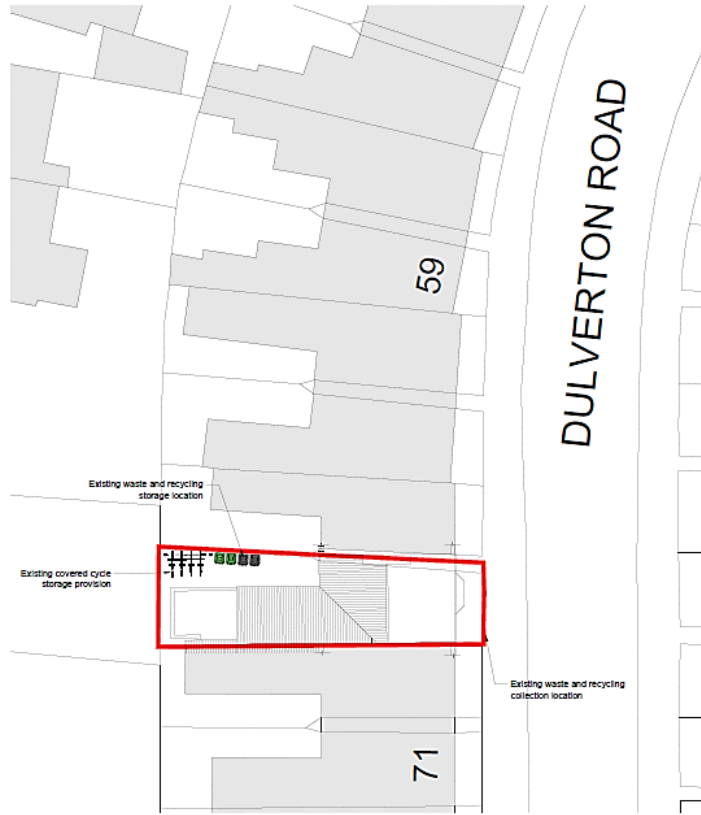 DULVERTON ROAD
59
Existing waste and recycling
storage location
Existing covered cycle
storage provision
Existing waste and recycling
collection location
71